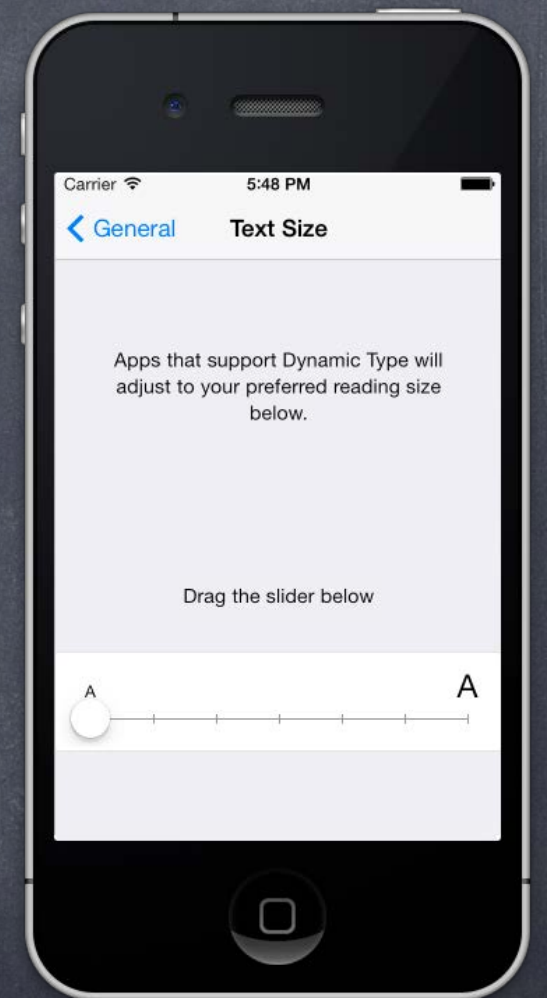 Carrier 5:48 PM
General Text Size
Apps that support Dynamic Type will
adjust to your preferred reading size
below.
Drag the slider below
A A